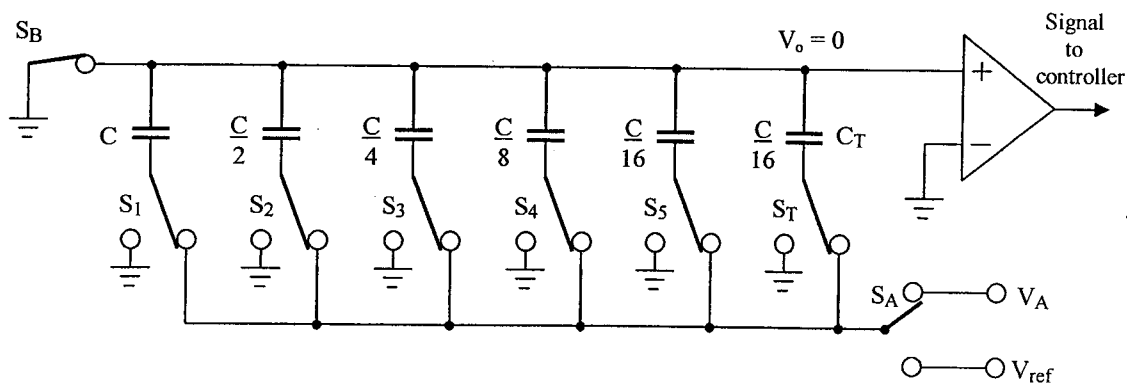 S_B
V_o = 0
Signal
to
controller
+
−
C
C/2
C/4
C/8
C/16
C/16
C_T
S_1
S_2
S_3
S_4
S_5
S_T
S_A
V_A
V_ref